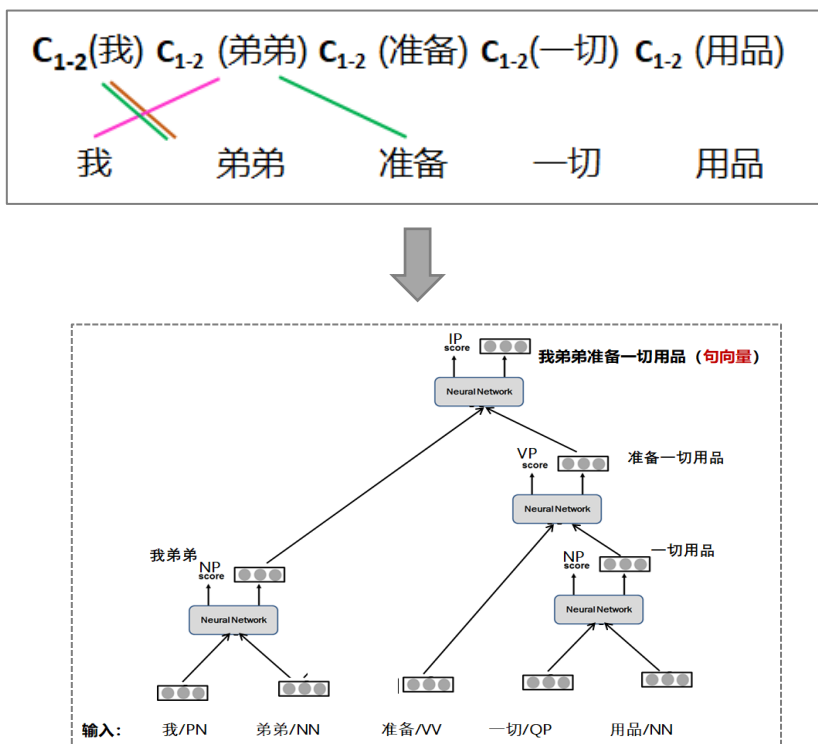 C1-2(我) C1-2 (弟弟) C1-2 (准备) C1-2(一切) C1-2 (用品)
我 弟弟 准备 一切 用品
IP
score
我弟弟准备一切用品（句向量）
Neural Network
VP
score
准备一切用品
Neural Network
我弟弟
NP
score
NP
score
一切用品
Neural Network
Neural Network
输入： 我/PN 弟弟/NN 准备/VV 一切/QP 用品/NN